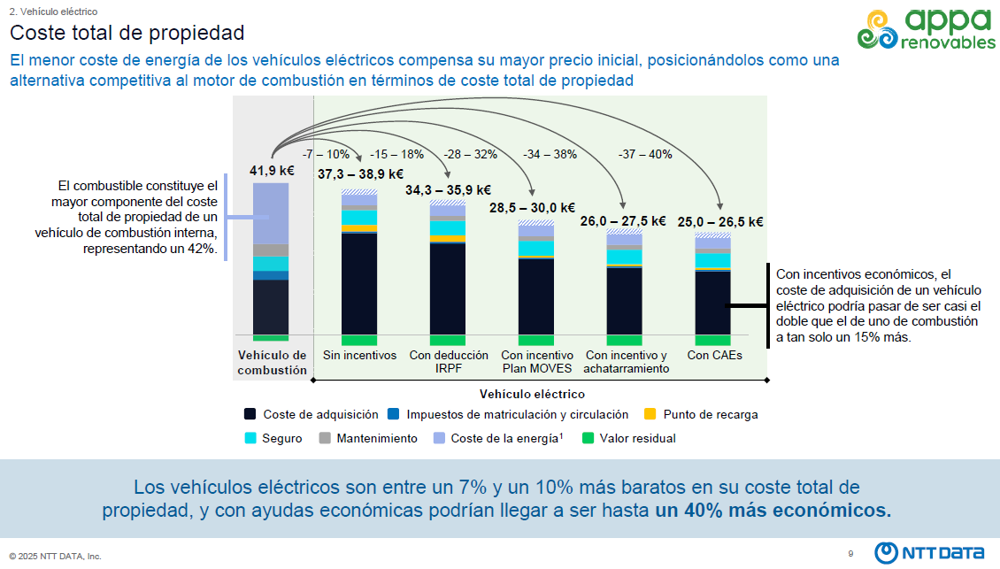 2. Vehículo eléctrico
Coste total de propiedad
appa
renovables
El menor coste de energía de los vehículos eléctricos compensa su mayor precio inicial, posicionándolos como una
alternativa competitiva al motor de combustión en términos de coste total de propiedad
-7 – 10%
-15 – 18%
-28 – 32%
-34 – 38%
-37 – 40%
41,9 k€
37,3 – 38,9 k€
34,3 – 35,9 k€
28,5 – 30,0 k€
26,0 – 27,5 k€
25,0 – 26,5 k€
El combustible constituye el
mayor componente del coste
total de propiedad de un
vehículo de combustión interna,
representando un 42%.
Con incentivos económicos, el
coste de adquisición de un vehículo
eléctrico podría pasar de ser casi el
doble que el de uno de combustión
a tan solo un 15% más.
Vehículo de
combustión
Sin incentivos
Con deducción
IRPF
Con incentivo
Plan MOVES
Con incentivo y
achatarramiento
Con CAEs
Vehículo eléctrico
Coste de adquisición
Impuestos de matriculación y circulación
Punto de recarga
Seguro
Mantenimiento
Coste de la energía¹
Valor residual
Los vehículos eléctricos son entre un 7% y un 10% más baratos en su coste total de
propiedad, y con ayudas económicas podrían llegar a ser hasta un 40% más económicos.
© 2025 NTT DATA, Inc.
9
NTT DATA